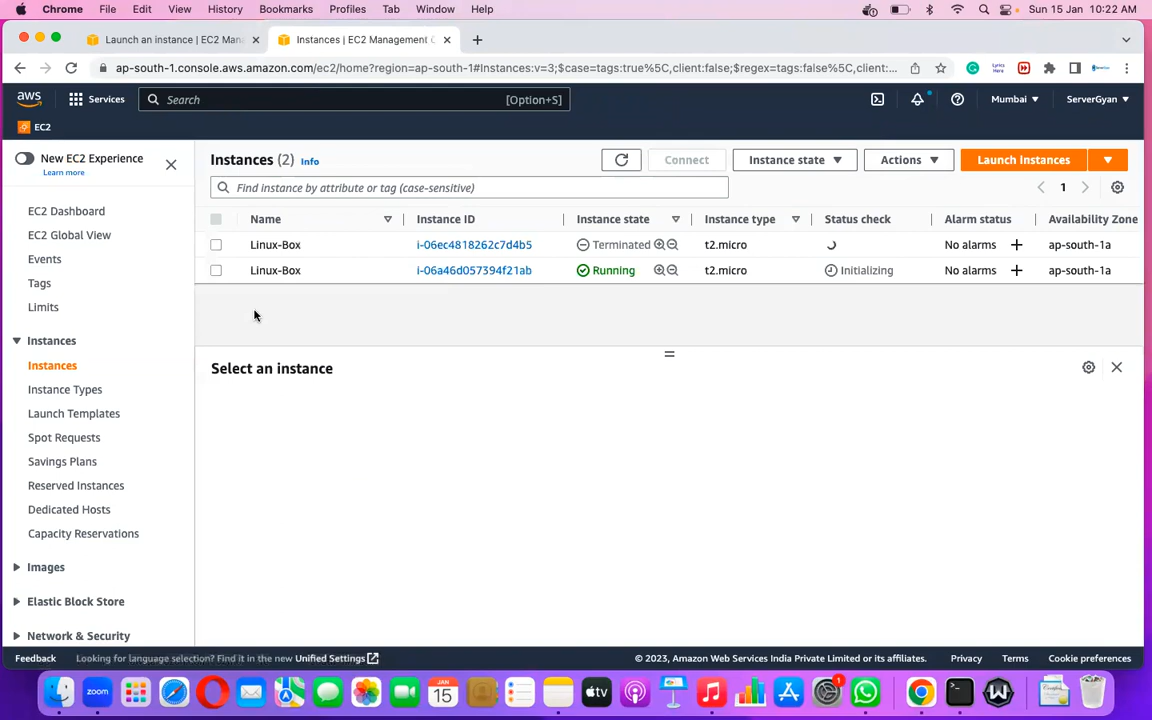 Chrome File Edit View History Bookmarks Profiles Tab Window Help Sun 15 Jan 10:22 AM
Launch an instance | EC2 Man
Instances | EC2 Management C
ap-south-1.console.aws.amazon.com/ec2/home?region=ap-south-1#Instances:v=3;$case=tags:true%5C,client:false;$regex=tags:false%5C,client:...
aws Services Search [Option+S] Mumbai ServerGyan
EC2
New EC2 Experience
Learn more
EC2 Dashboard
EC2 Global View
Events
Tags
Limits
Instances
Instances
Instance Types
Launch Templates
Spot Requests
Savings Plans
Reserved Instances
Dedicated Hosts
Capacity Reservations
Images
Elastic Block Store
Network & Security
Instances (2) Info Connect Instance state Actions Launch instances
Find instance by attribute or tag (case-sensitive) 1
Name Instance ID Instance state Instance type Status check Alarm status Availability Zone
Linux-Box i-06ec4818262c7d4b5 Terminated t2.micro No alarms ap-south-1a
Linux-Box i-06a46d057394f21ab Running t2.micro Initializing No alarms ap-south-1a
Select an instance
Feedback Looking for language selection? Find it in the new Unified Settings © 2023, Amazon Web Services India Private Limited or its affiliates. Privacy Terms Cookie preferences
zoom JAN 15 tv 1